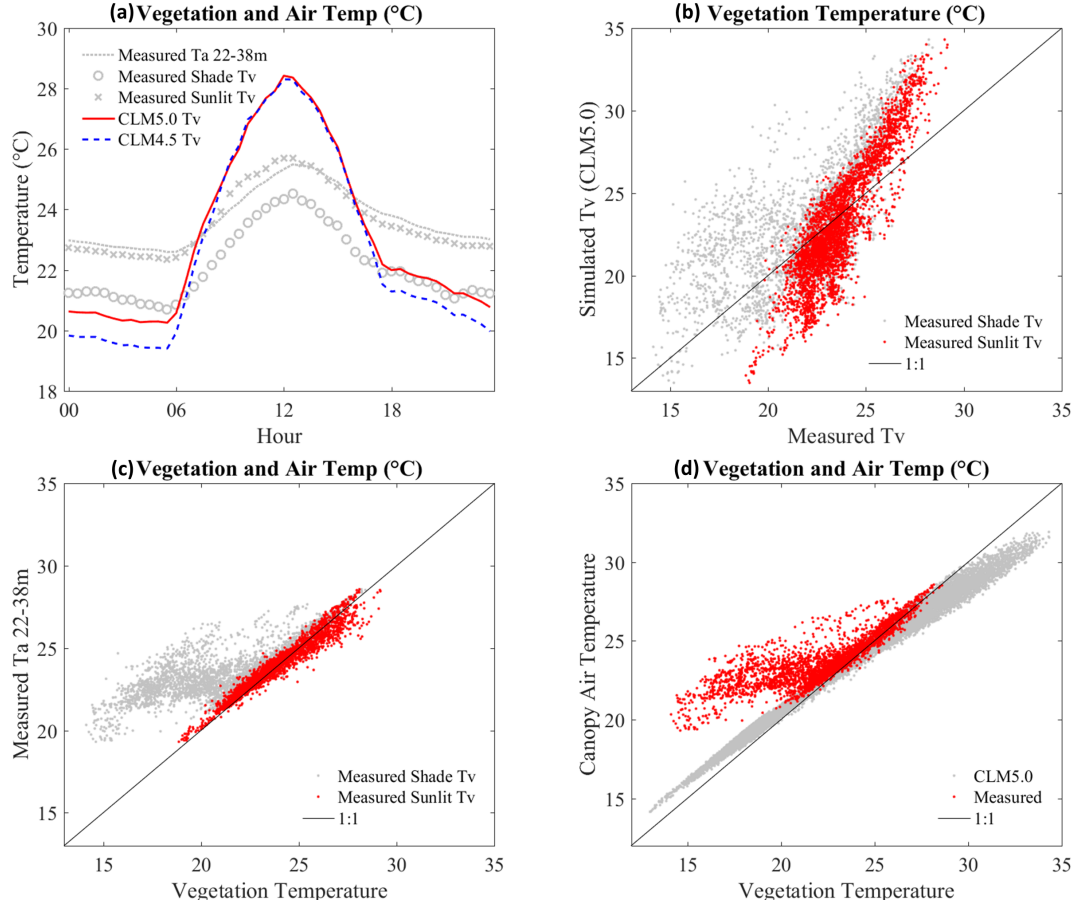 (a) Vegetation and Air Temp (°C)
30
28
26
24
22
20
18
Temperature (°C)
Measured Ta 22-38m
Measured Shade Tv
Measured Sunlit Tv
CLM5.0 Tv
CLM4.5 Tv
00
06
12
18
Hour
(b) Vegetation Temperature (°C)
35
30
25
20
15
Simulated Tv (CLM5.0)
Measured Shade Tv
Measured Sunlit Tv
1:1
15
20
25
30
35
Measured Tv
(c) Vegetation and Air Temp (°C)
35
30
25
20
15
Measured Ta 22-38m
Measured Shade Tv
Measured Sunlit Tv
1:1
15
20
25
30
35
Vegetation Temperature
(d) Vegetation and Air Temp (°C)
35
30
25
20
15
Canopy Air Temperature
CLM5.0
Measured
1:1
15
20
25
30
35
Vegetation Temperature